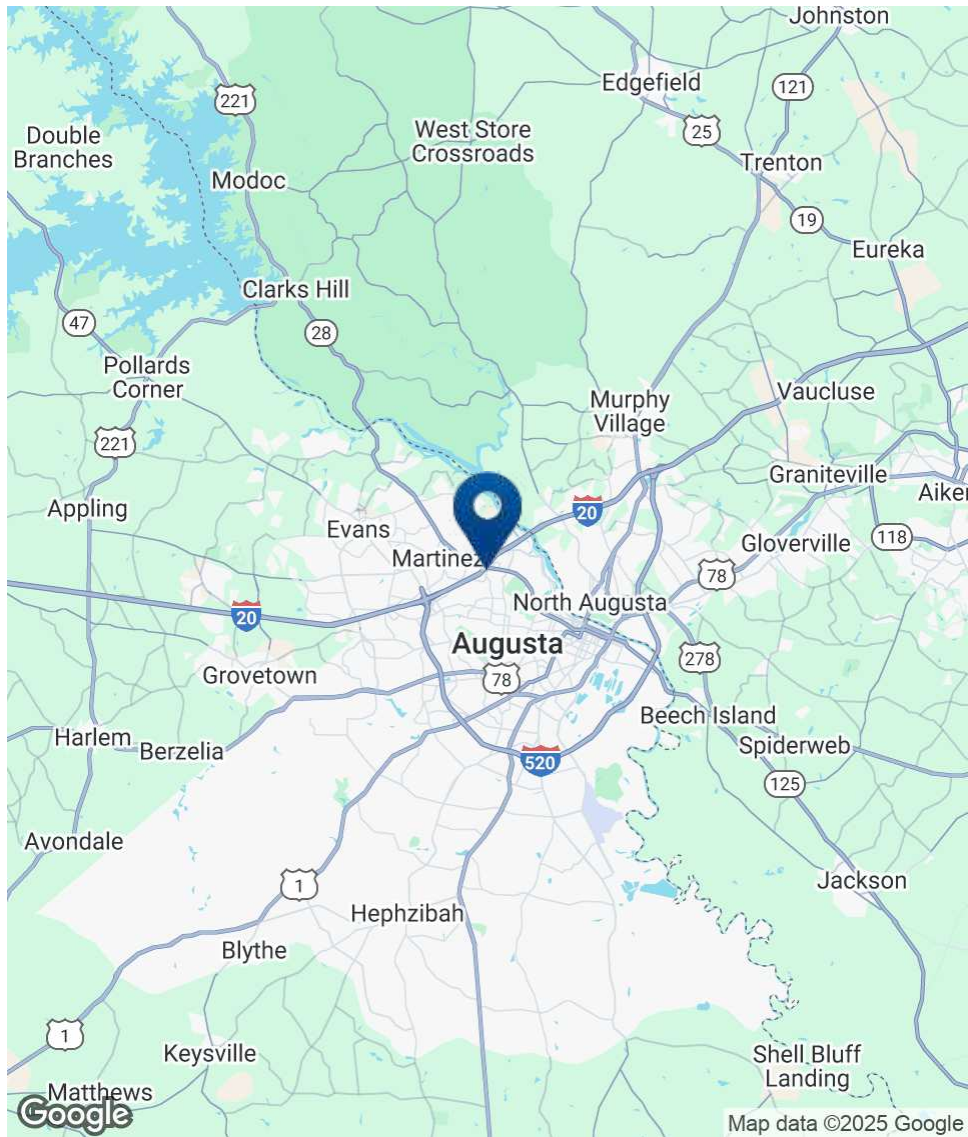 Johnston
Edgefield
221
121
Double
Branches
West Store
Crossroads
25
Trenton
Modoc
19
Eureka
Clarks Hill
47
28
Pollards
Corner
Murphy
Village
Vaucluse
221
Graniteville
Appling
Aiken
Evans
20
118
Martinez
Gloverville
78
20
North Augusta
Augusta
278
Grovetown
78
Beech Island
Harlem
Berzelia
Spiderweb
520
125
Avondale
1
Jackson
Hephzibah
Blythe
1
Keysville
Shell Bluff
Landing
Matthews
Google
Map data ©2025 Google